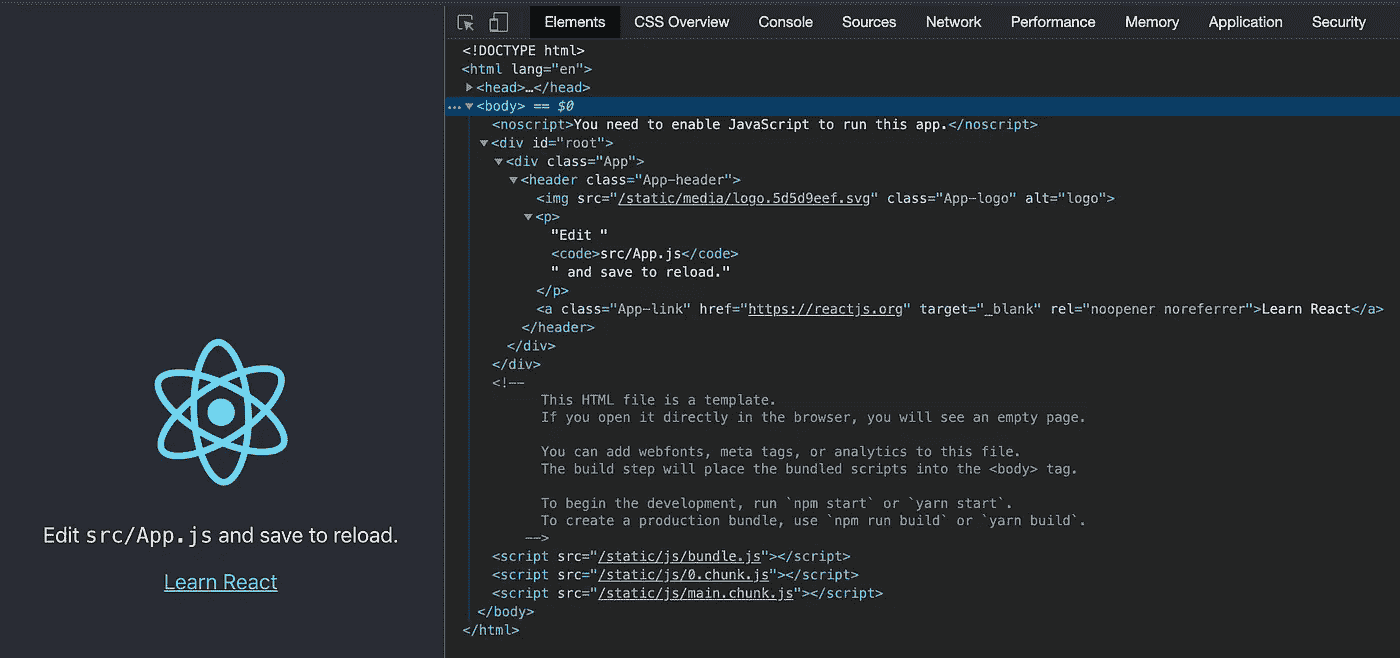 Elements CSS Overview Console Sources Network Performance Memory Application Security
<!DOCTYPE html>
<html lang="en">
<head>…</head>
… <body> == $0
<noscript>You need to enable JavaScript to run this app.</noscript>
<div id="root">
<div class="App">
<header class="App-header">
<img src="/static/media/logo.5d5d9eef.svg" class="App-logo" alt="logo">
<p>
"Edit "
<code>src/App.js</code>
" and save to reload."
</p>
<a class="App-link" href="https://reactjs.org" target="_blank" rel="noopener noreferrer">Learn React</a>
</header>
</div>
</div>
<!--
This HTML file is a template.
If you open it directly in the browser, you will see an empty page.
You can add webfonts, meta tags, or analytics to this file.
The build step will place the bundled scripts into the <body> tag.
To begin the development, run `npm start` or `yarn start`.
To create a production bundle, use `npm run build` or `yarn build`.
-->
<script src="/static/js/bundle.js"></script>
<script src="/static/js/0.chunk.js"></script>
<script src="/static/js/main.chunk.js"></script>
</body>
</html>
Edit src/App.js and save to reload.
Learn React